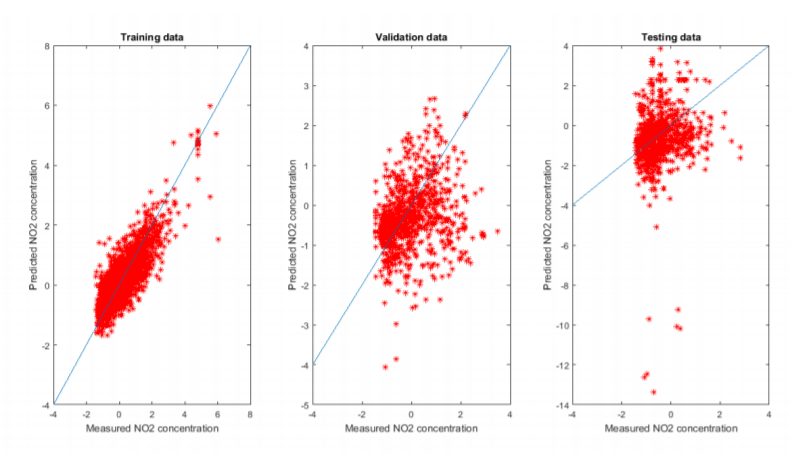 Training data
8
6
4
2
0
-2
-4
-4 -2 0 2 4 6 8
Predicted NO2 concentration
Measured NO2 concentration
Validation data
4
3
2
1
0
-1
-2
-3
-4
-5
-4 -2 0 2 4
Predicted NO2 concentration
Measured NO2 concentration
Testing data
4
2
0
-2
-4
-6
-8
-10
-12
-14
-4 -2 0 2 4
Predicted NO2 concentration
Measured NO2 concentration